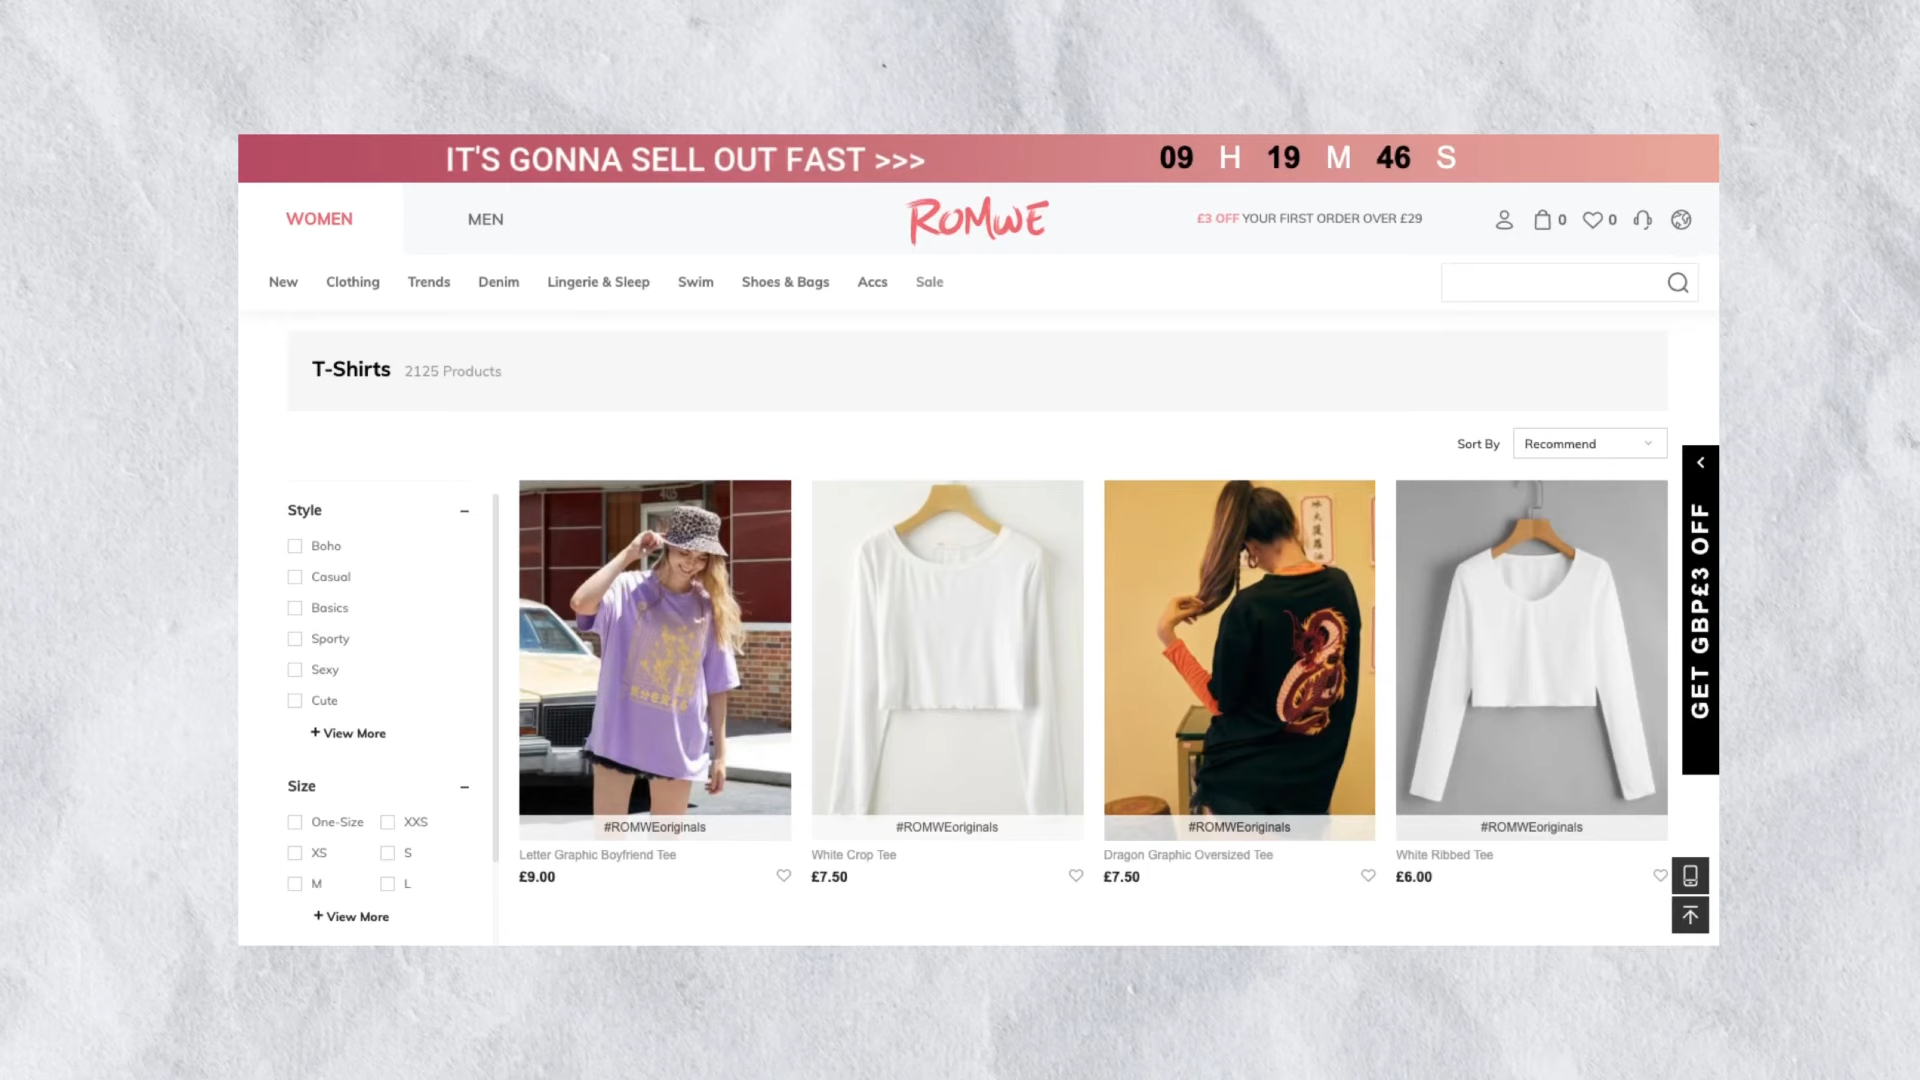 IT'S GONNA SELL OUT FAST >>>
09 H 19 M 46 S
WOMEN
MEN
ROMWE
£3 OFF YOUR FIRST ORDER OVER £29
0
0
New
Clothing
Trends
Denim
Lingerie & Sleep
Swim
Shoes & Bags
Accs
Sale
T-Shirts 2125 Products
Sort By
Recommend
GET GBP£3 OFF
Style
Boho
Casual
Basics
Sporty
Sexy
Cute
+ View More
Size
One-Size
XXS
XS
S
M
L
+ View More
403
#ROMWEoriginals
Letter Graphic Boyfriend Tee
£9.00
#ROMWEoriginals
White Crop Tee
£7.50
#ROMWEoriginals
Dragon Graphic Oversized Tee
£7.50
#ROMWEoriginals
White Ribbed Tee
£6.00